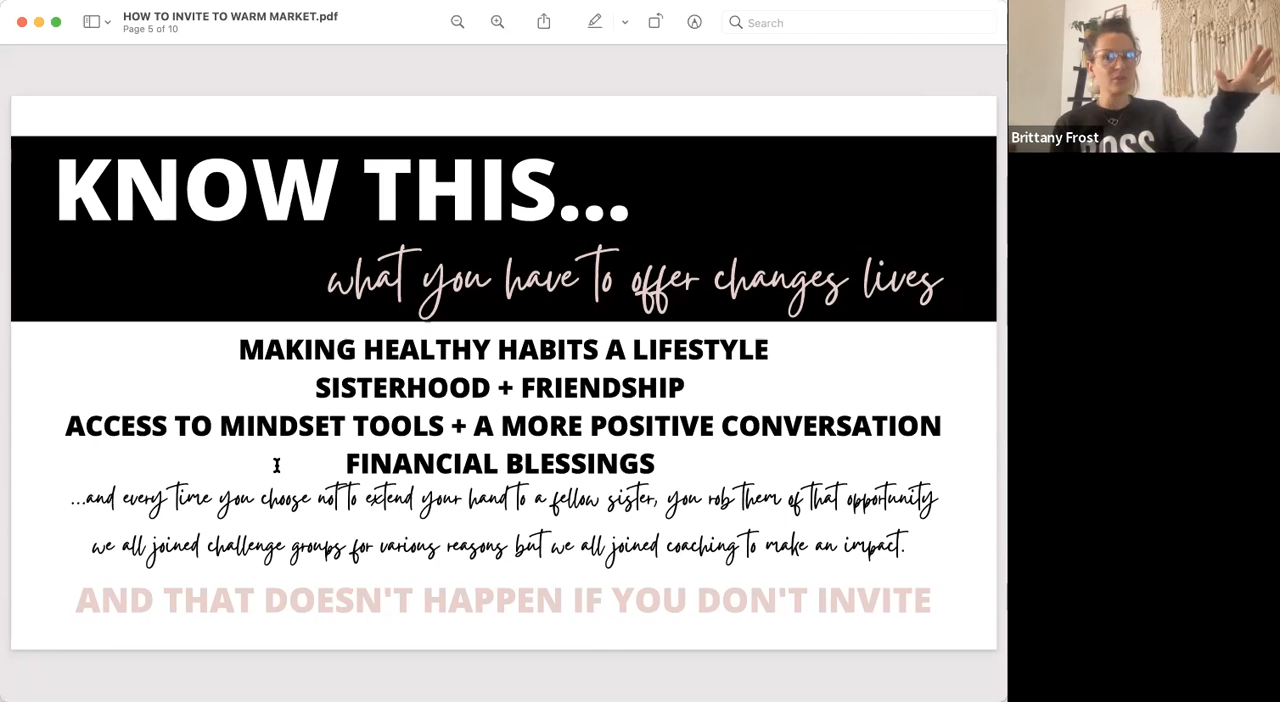 HOW TO INVITE TO WARM MARKET.pdf
Page 5 of 10
Search
Brittany Frost
BOSS
KNOW THIS...
what you have to offer changes lives
MAKING HEALTHY HABITS A LIFESTYLE
SISTERHOOD + FRIENDSHIP
ACCESS TO MINDSET TOOLS + A MORE POSITIVE CONVERSATION
FINANCIAL BLESSINGS
...and every time you choose not to extend your hand to a fellow sister, you rob them of that opportunity
we all joined challenge groups for various reasons but we all joined coaching to make an impact.
AND THAT DOESN'T HAPPEN IF YOU DON'T INVITE